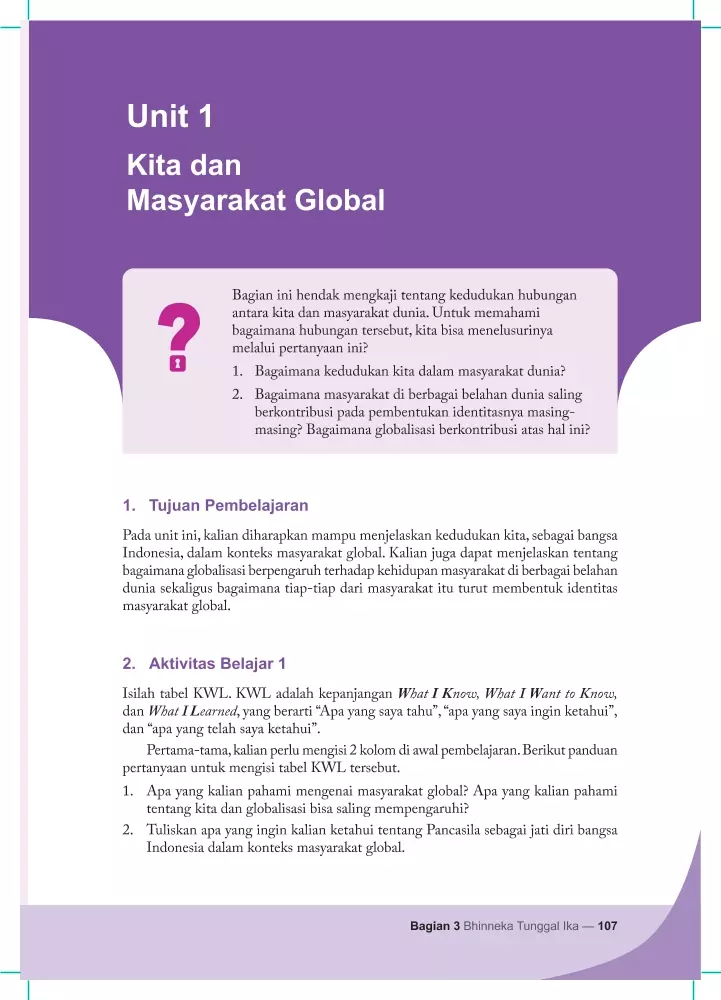 Unit 1
Kita dan
Masyarakat Global
Bagian ini hendak mengkaji tentang kedudukan hubungan
antara kita dan masyarakat dunia. Untuk memahami
bagaimana hubungan tersebut, kita bisa menelusurinya
melalui pertanyaan ini?
1. Bagaimana kedudukan kita dalam masyarakat dunia?
2. Bagaimana masyarakat di berbagai belahan dunia saling
berkontribusi pada pembentukan identitasnya masing-
masing? Bagaimana globalisasi berkontribusi atas hal ini?
1. Tujuan Pembelajaran
Pada unit ini, kalian diharapkan mampu menjelaskan kedudukan kita, sebagai bangsa
Indonesia, dalam konteks masyarakat global. Kalian juga dapat menjelaskan tentang
bagaimana globalisasi berpengaruh terhadap kehidupan masyarakat di berbagai belahan
dunia sekaligus bagaimana tiap-tiap dari masyarakat itu turut membentuk identitas
masyarakat global.
2. Aktivitas Belajar 1
Isilah tabel KWL. KWL adalah kepanjangan What I Know, What I Want to Know,
dan What I Learned, yang berarti “Apa yang saya tahu”, “apa yang saya ingin ketahui”,
dan “apa yang telah saya ketahui”.
Pertama-tama, kalian perlu mengisi 2 kolom di awal pembelajaran. Berikut panduan
pertanyaan untuk mengisi tabel KWL tersebut.
1. Apa yang kalian pahami mengenai masyarakat global? Apa yang kalian pahami
tentang kita dan globalisasi bisa saling mempengaruhi?
2. Tuliskan apa yang ingin kalian ketahui tentang Pancasila sebagai jati diri bangsa
Indonesia dalam konteks masyarakat global.
Bagian 3 Bhinneka Tunggal Ika — 107